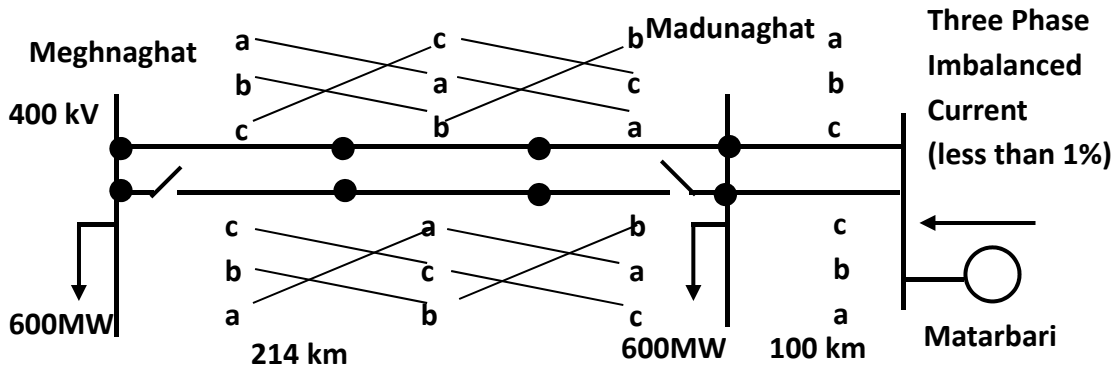 Meghnaghat
400 kV
a
b
c
c
a
b
b
c
a
Madunaghat
a
b
c
Three Phase
Imbalanced
Current
(less than 1%)
c
b
a
a
c
b
b
a
c
c
b
a
600MW
214 km
600MW
100 km
Matarbari